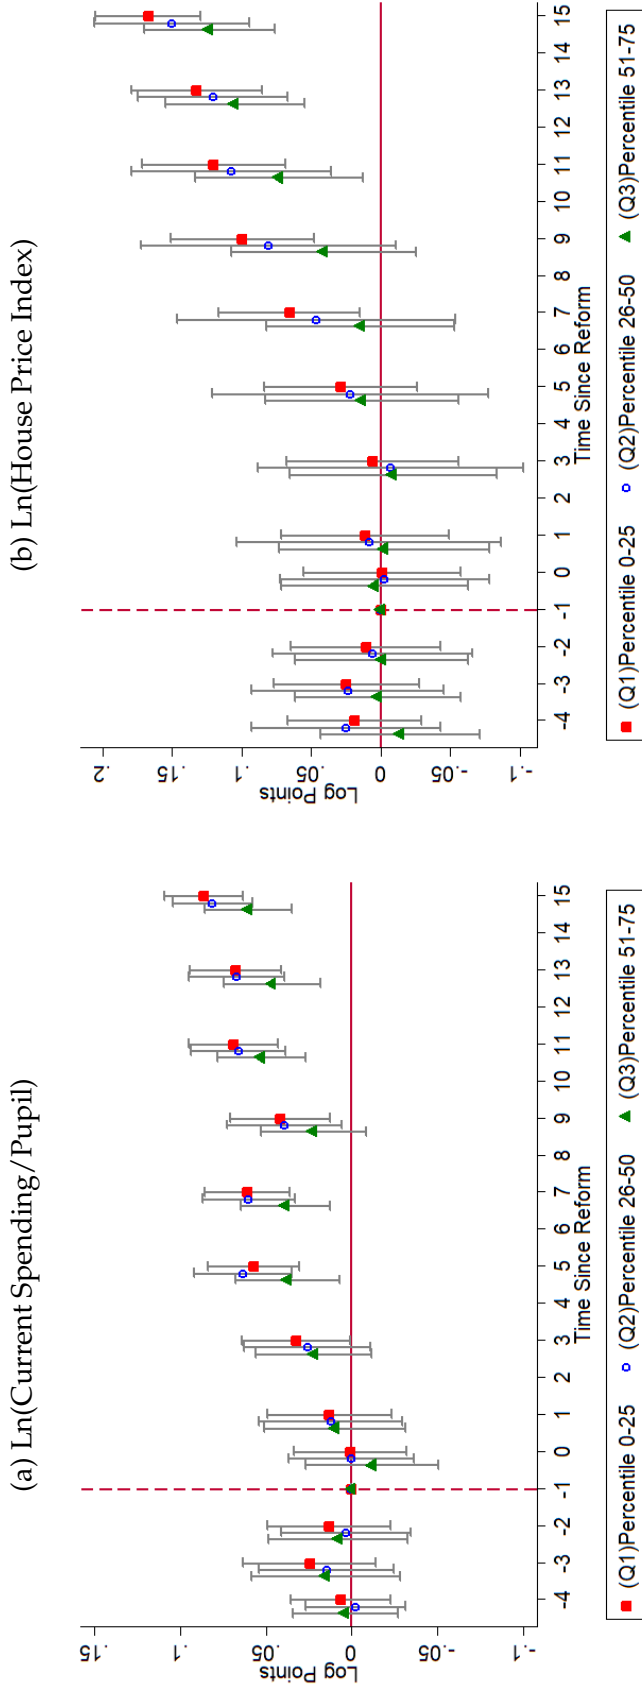 (a) Ln(Current Spending/Pupil)
.15
.1
.05
0
-.05
-.1
Log Points
-4 -3 -2 -1 0 1 2 3 4 5 6 7 8 9 10 11 12 13 14 15
Time Since Reform
(Q1)Percentile 0-25 (Q2)Percentile 26-50 (Q3)Percentile 51-75
(b) Ln(House Price Index)
.2
.15
.1
.05
0
-.05
-.1
Log Points
-4 -3 -2 -1 0 1 2 3 4 5 6 7 8 9 10 11 12 13 14 15
Time Since Reform
(Q1)Percentile 0-25 (Q2)Percentile 26-50 (Q3)Percentile 51-75